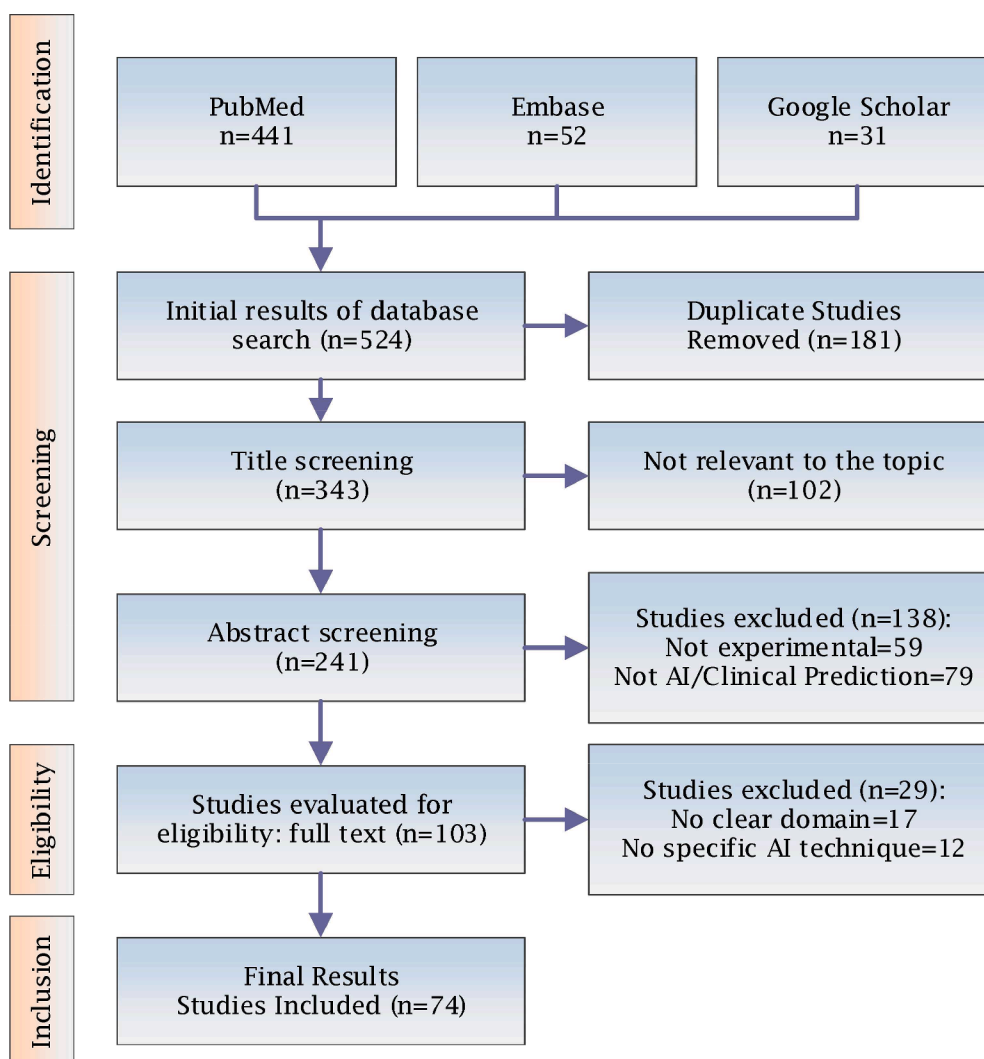 Identification
PubMed
n=441
Embase
n=52
Google Scholar
n=31
Screening
Initial results of database
search (n=524)
Duplicate Studies
Removed (n=181)
Title screening
(n=343)
Not relevant to the topic
(n=102)
Abstract screening
(n=241)
Studies excluded (n=138):
Not experimental=59
Not AI/Clinical Prediction=79
Eligibility
Studies evaluated for
eligibility: full text (n=103)
Studies excluded (n=29):
No clear domain=17
No specific AI technique=12
Inclusion
Final Results
Studies Included (n=74)